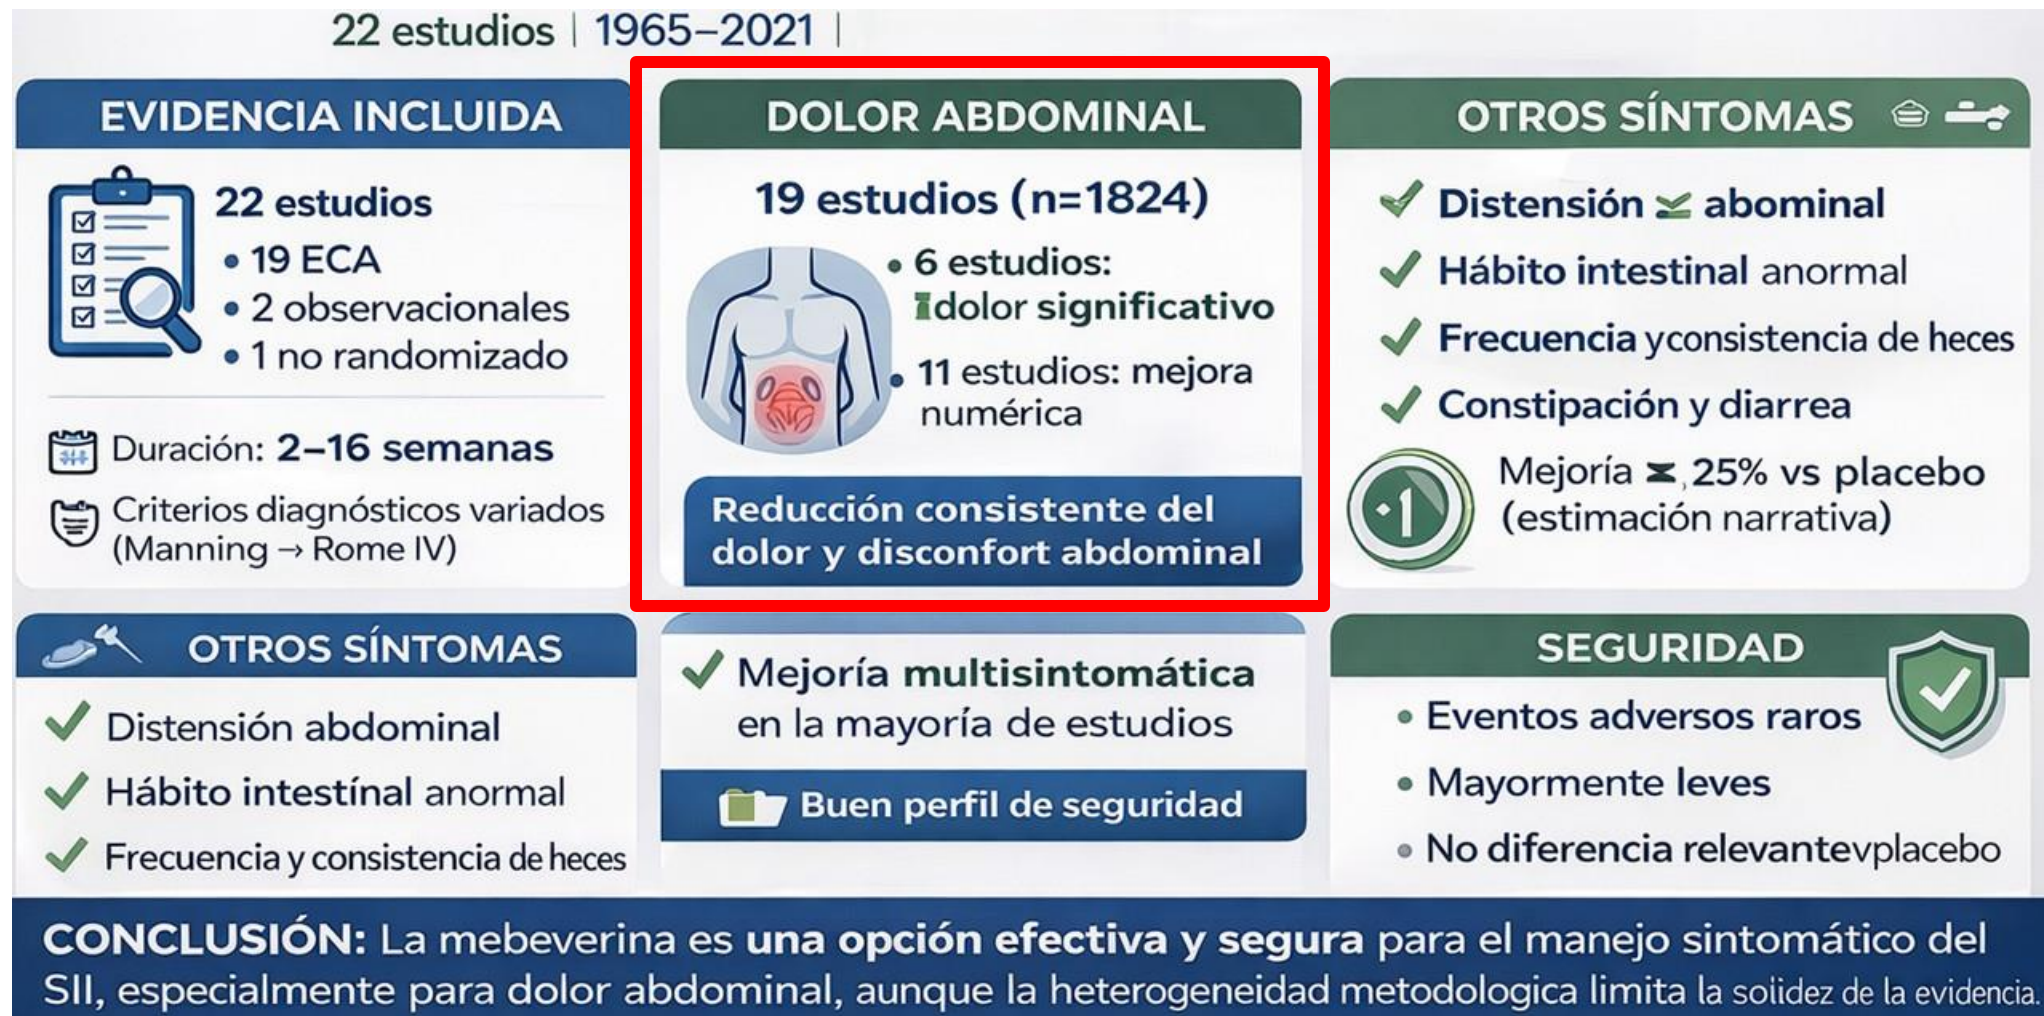 22 estudios | 1965–2021 |
EVIDENCIA INCLUIDA
22 estudios
• 19 ECA
• 2 observacionales
• 1 no randomizado
Duración: 2–16 semanas
Criterios diagnósticos variados
(Manning → Rome IV)
DOLOR ABDOMINAL
19 estudios (n=1824)
• 6 estudios:
dolor significativo
• 11 estudios: mejora
numérica
Reducción consistente del
dolor y disconfort abdominal
OTROS SÍNTOMAS
Distensión abominal
Hábito intestinal anormal
Frecuencia yconsistencia de heces
Constipación y diarrea
·1
Mejoría , 25% vs placebo
(estimación narrativa)
OTROS SÍNTOMAS
Distensión abdominal
Hábito intestínal anormal
Frecuencia y consistencia de heces
Mejoría multisintomática
en la mayoría de estudios
Buen perfil de seguridad
SEGURIDAD
• Eventos adversos raros
• Mayormente leves
• No diferencia relevantevplacebo
CONCLUSIÓN: La mebeverina es una opción efectiva y segura para el manejo sintomático del
SII, especialmente para dolor abdominal, aunque la heterogeneidad metodologica limita la soiidez de la evidencia.